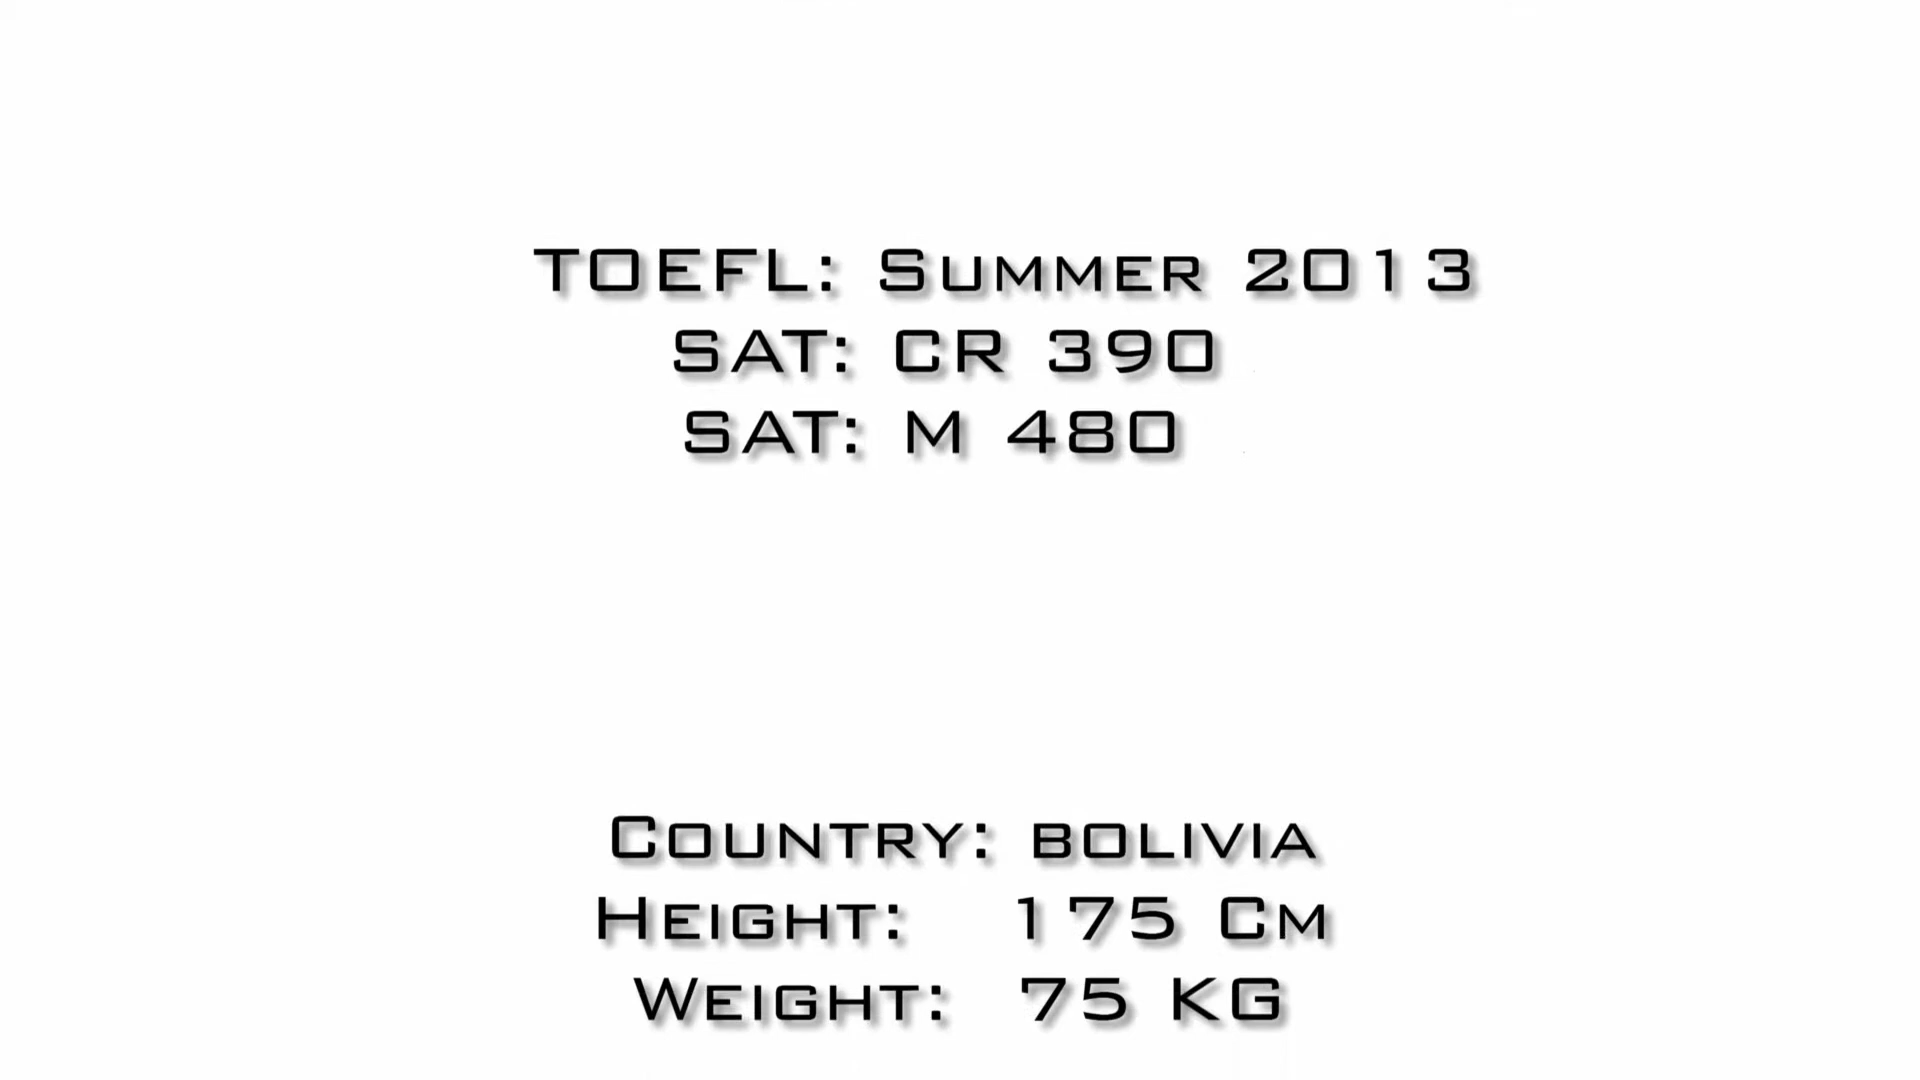 TOEFL: Summer 2013
SAT: CR 390
SAT: M 480
Country: bolivia
Height: 175 Cm
Weight: 75 KG